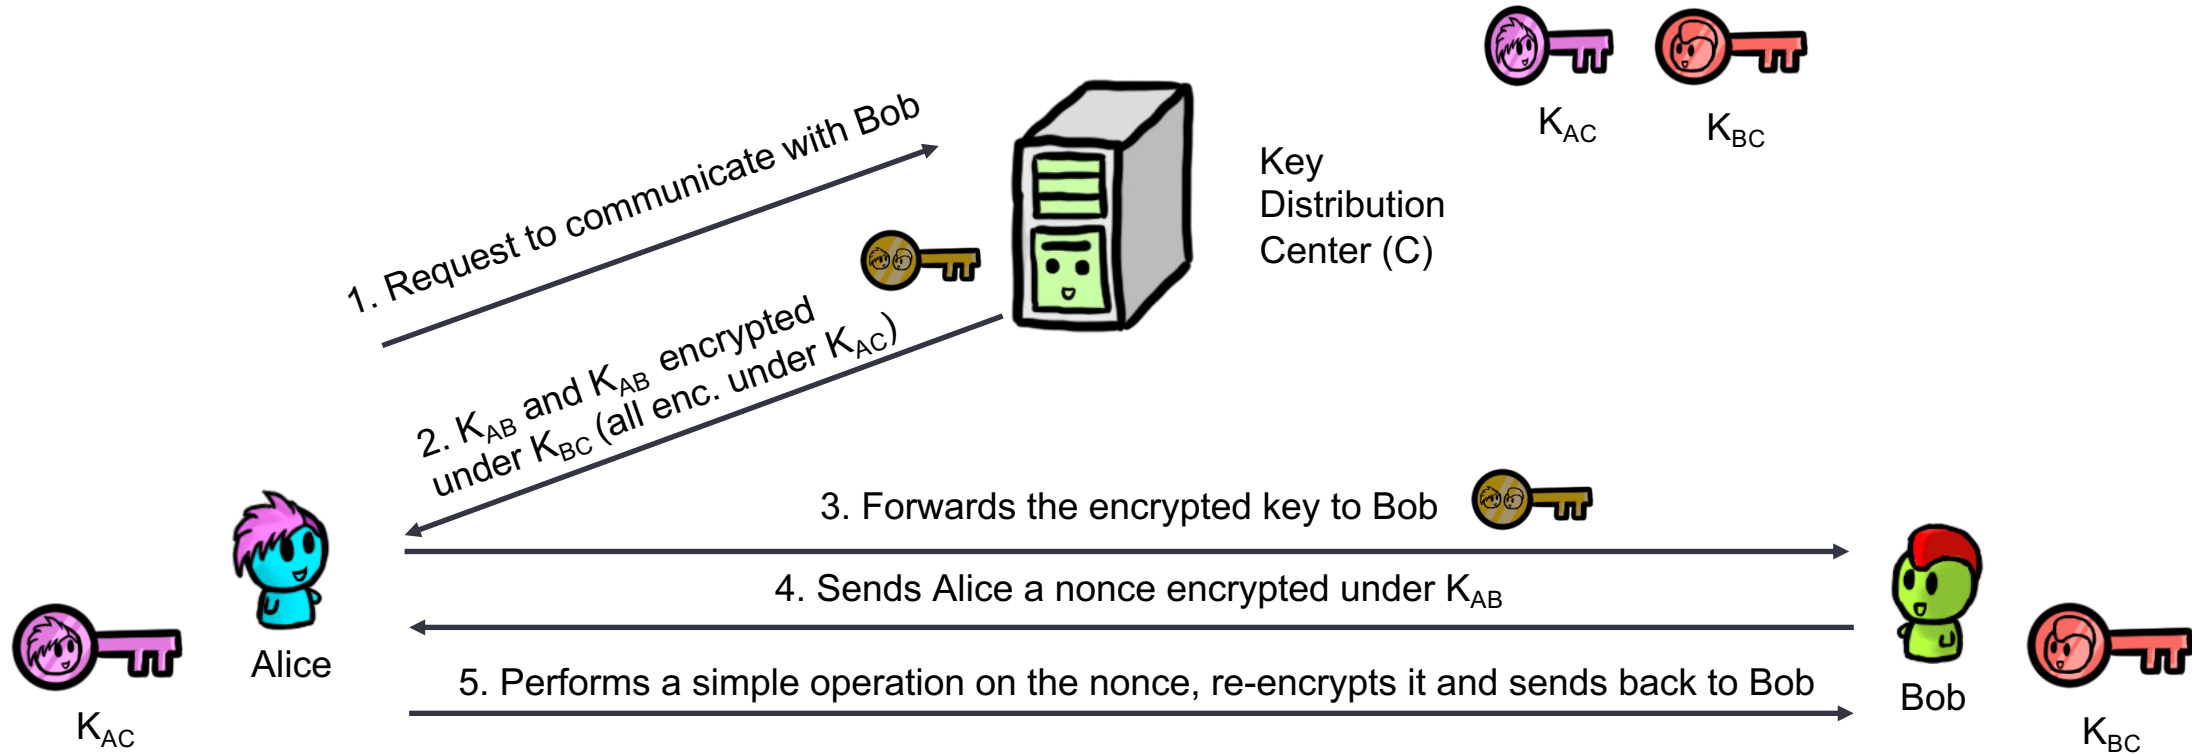 K_AC
K_BC
Key
Distribution
Center (C)
1. Request to communicate with Bob
2. K_AB and K_AB encrypted
under K_BC (all enc. under K_AC)
3. Forwards the encrypted key to Bob
4. Sends Alice a nonce encrypted under K_AB
5. Performs a simple operation on the nonce, re-encrypts it and sends back to Bob
Alice
K_AC
Bob
K_BC